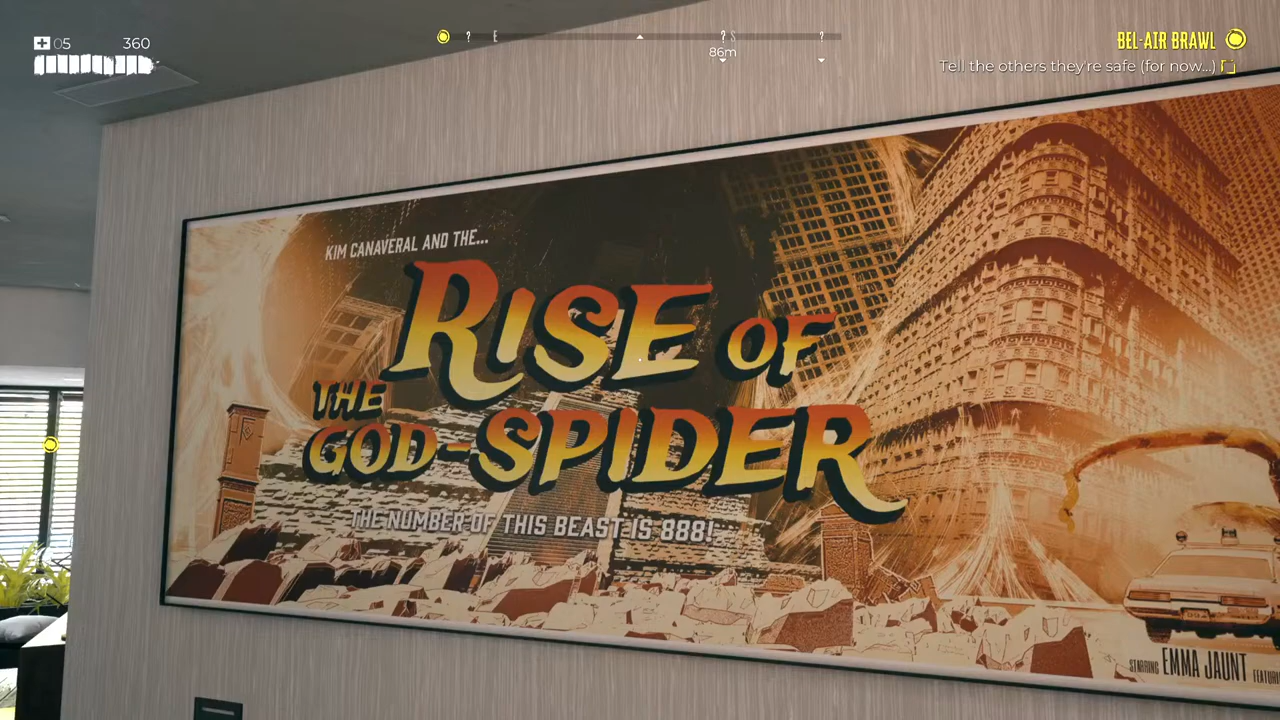 05 360
? E ? S ?
86m
BEL-AIR BRAWL
Tell the others they're safe (for now...)
KIM CANAVERAL AND THE...
RISE OF
THE
GOD-SPIDER
THE NUMBER OF THIS BEAST IS 888!
STARRING EMMA JAUNT